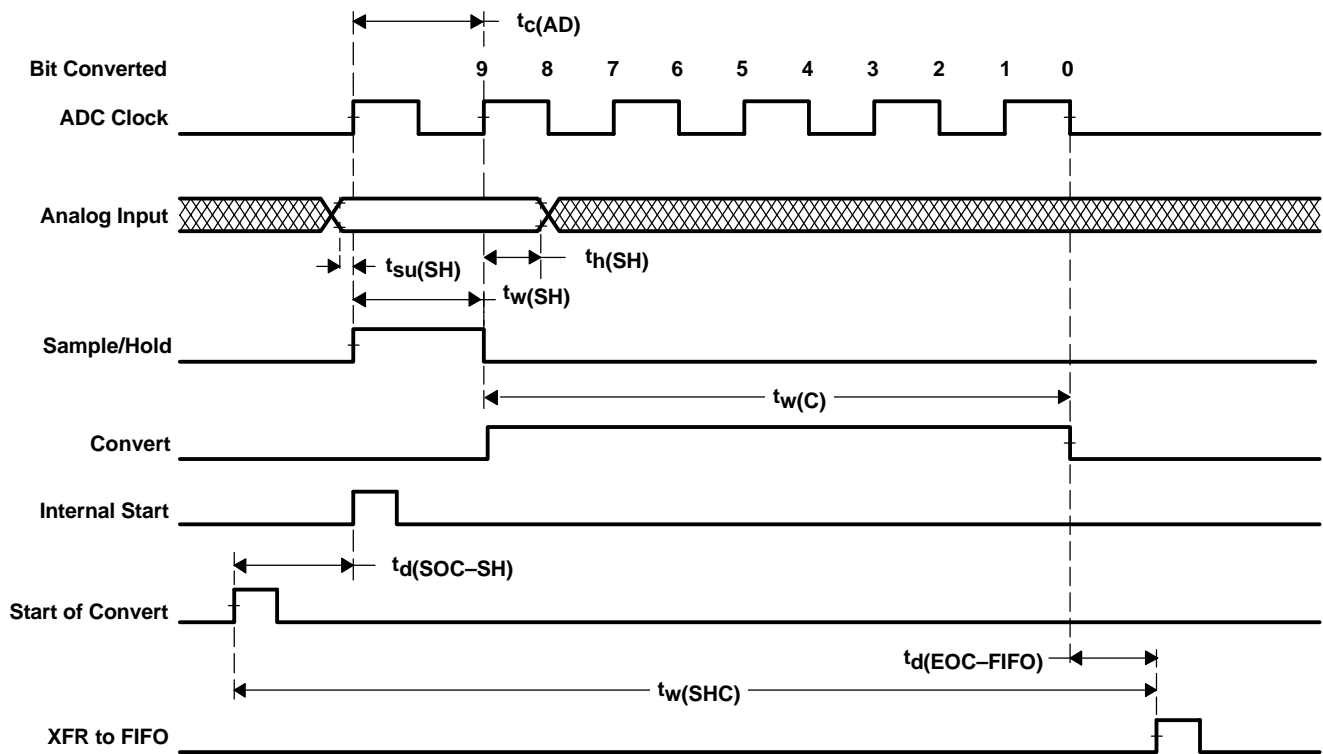 tc(AD)
Bit Converted 9 8 7 6 5 4 3 2 1 0
ADC Clock
Analog Input
tsu(SH) th(SH)
tw(SH)
Sample/Hold
tw(C)
Convert
Internal Start
td(SOC–SH)
Start of Convert
td(EOC–FIFO)
tw(SHC)
XFR to FIFO